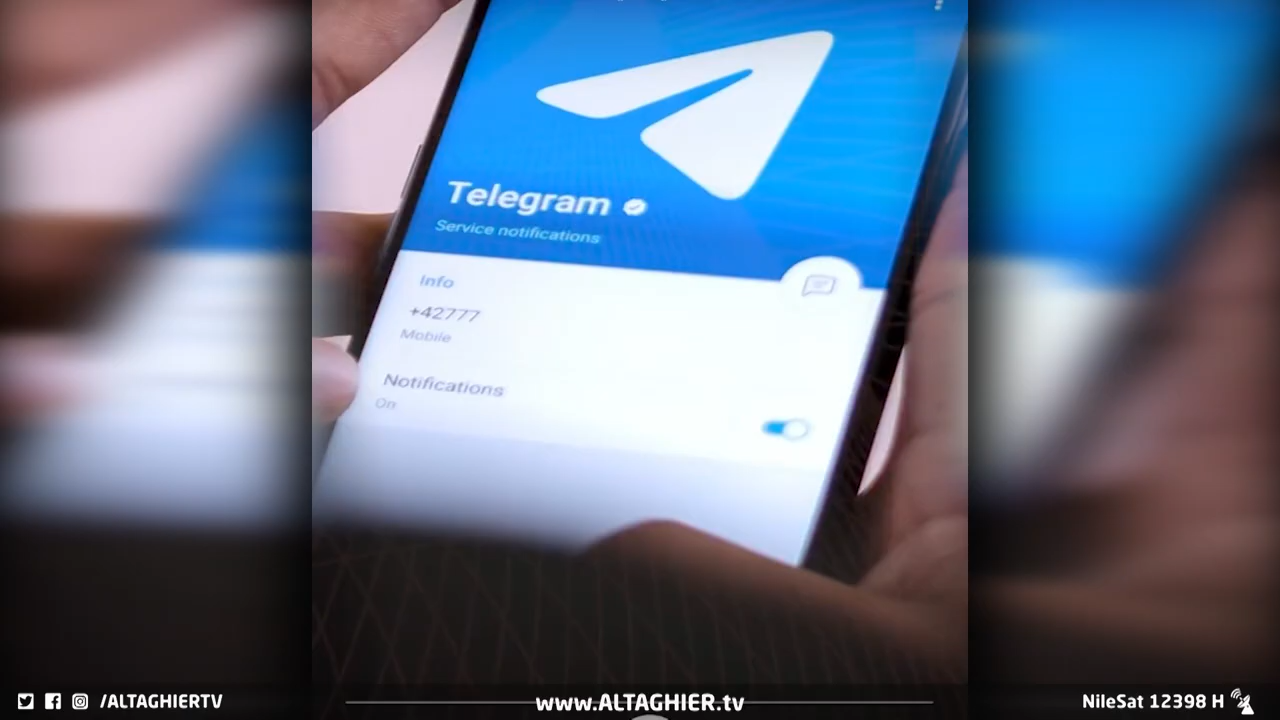 Telegram
Service notifications
Info
+42777
Mobile
Notifications
On
/ALTAGHIERTV
www.ALTAGHIER.tv
NileSat 12398 H